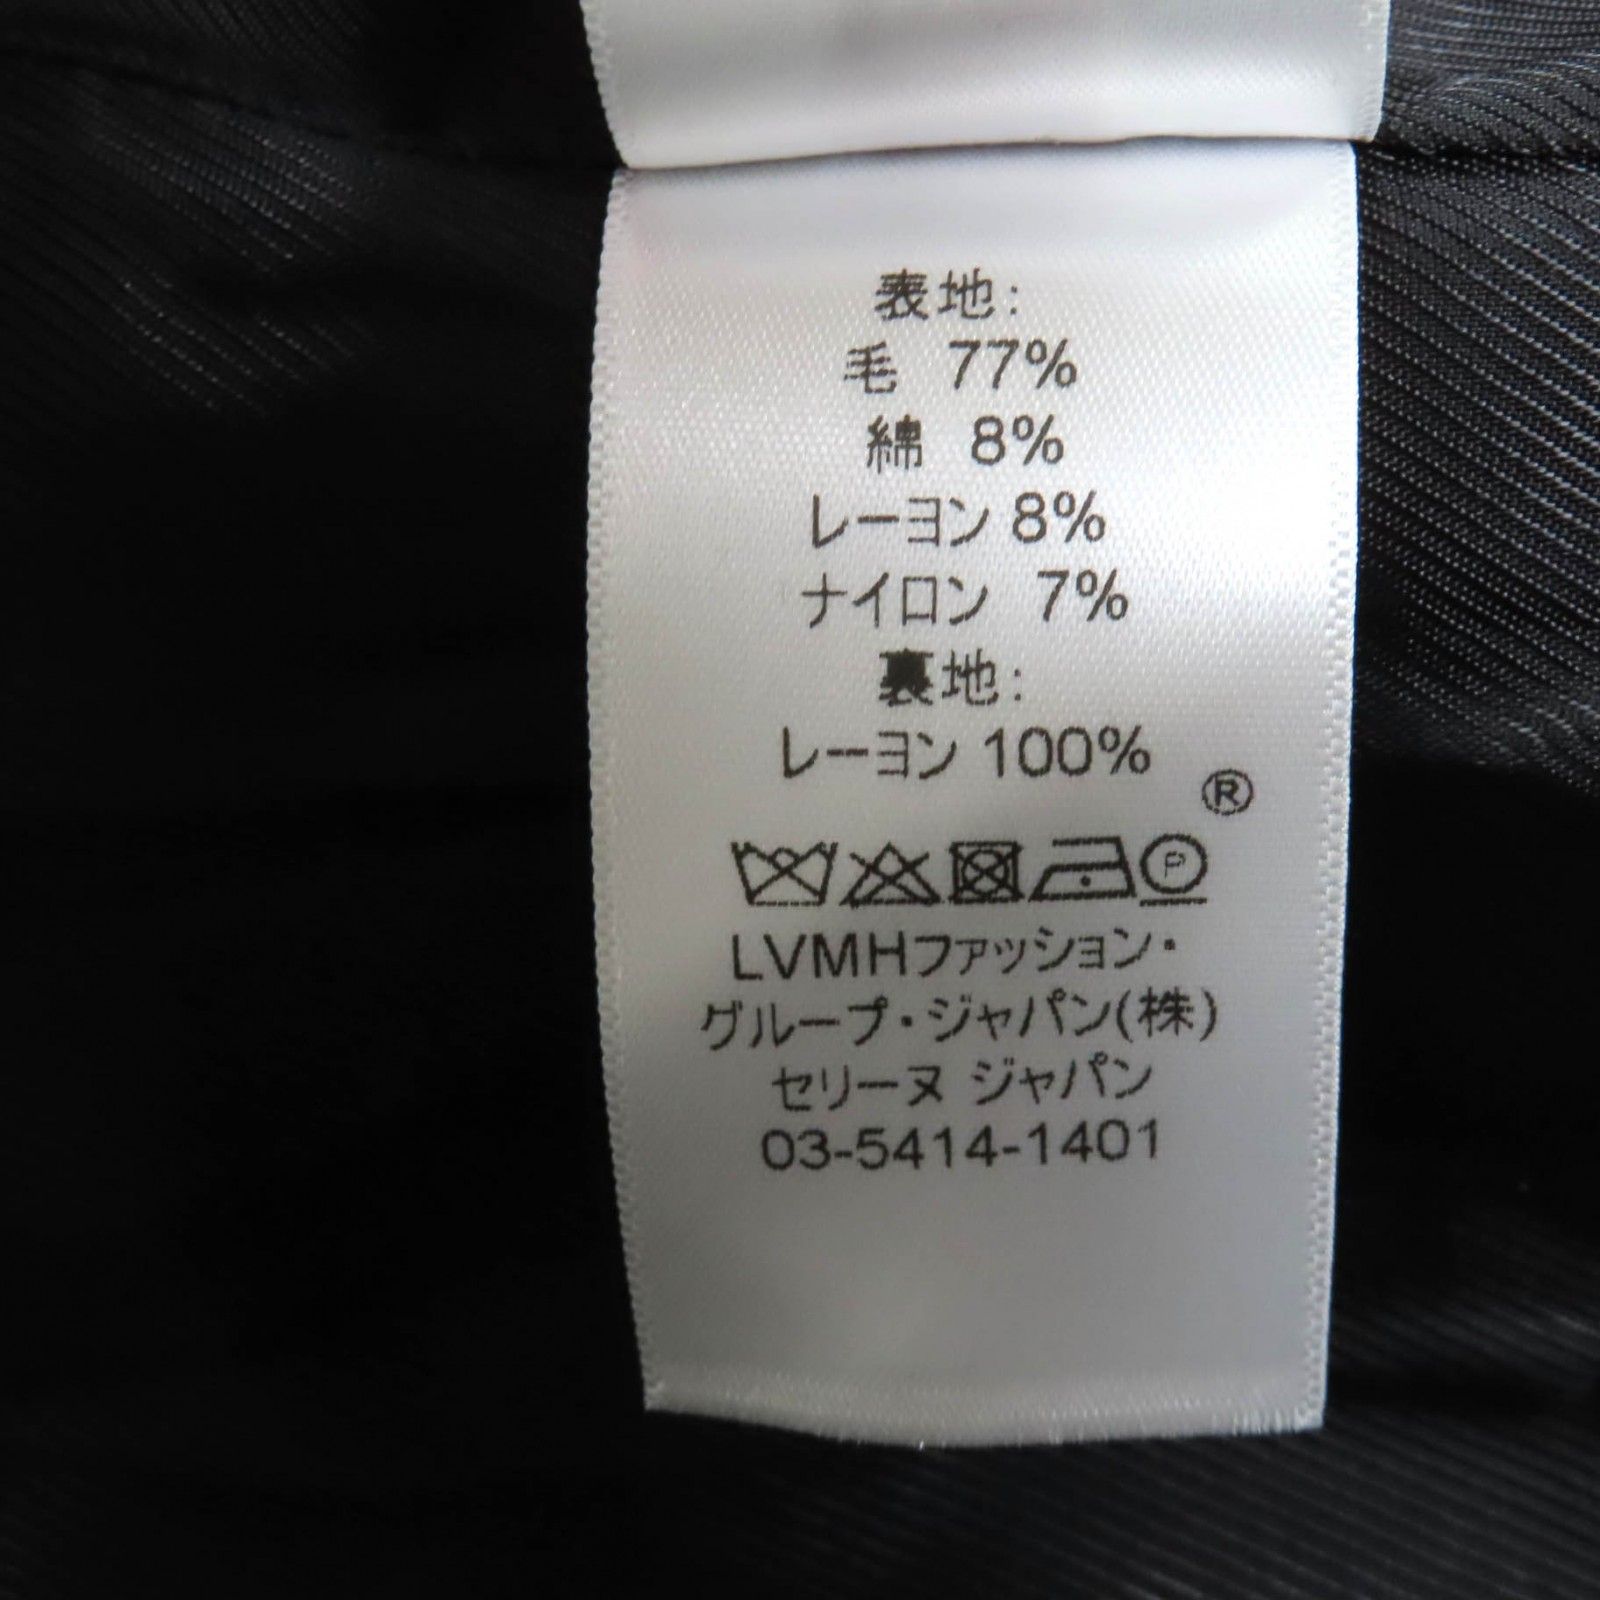 表地:
毛 77%
綿 8%
レーヨン 8%
ナイロン 7%
裏地:
レーヨン 100%
®
P
LVMHファッション・
グループ・ジャパン(株)
セリーヌ ジャパン
03-5414-1401